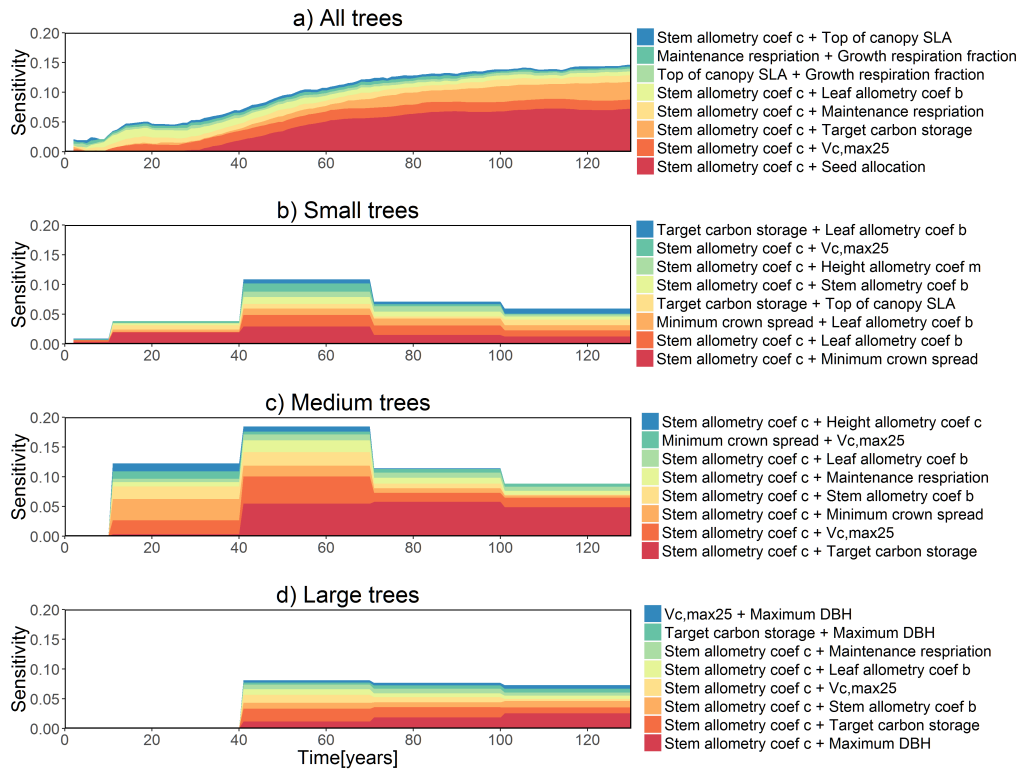 a) All trees
Sensitivity
0.20
0.15
0.10
0.05
0.00
0 20 40 60 80 100 120
Stem allometry coef c + Top of canopy SLA
Maintenance respriation + Growth respiration fraction
Top of canopy SLA + Growth respiration fraction
Stem allometry coef c + Leaf allometry coef b
Stem allometry coef c + Maintenance respriation
Stem allometry coef c + Target carbon storage
Stem allometry coef c + Vc,max25
Stem allometry coef c + Seed allocation
b) Small trees
Sensitivity
0.20
0.15
0.10
0.05
0.00
0 20 40 60 80 100 120
Target carbon storage + Leaf allometry coef b
Stem allometry coef c + Vc,max25
Stem allometry coef c + Height allometry coef m
Stem allometry coef c + Stem allometry coef b
Target carbon storage + Top of canopy SLA
Minimum crown spread + Leaf allometry coef b
Stem allometry coef c + Leaf allometry coef b
Stem allometry coef c + Minimum crown spread
c) Medium trees
Sensitivity
0.20
0.15
0.10
0.05
0.00
0 20 40 60 80 100 120
Stem allometry coef c + Height allometry coef c
Minimum crown spread + Vc,max25
Stem allometry coef c + Leaf allometry coef b
Stem allometry coef c + Maintenance respriation
Stem allometry coef c + Stem allometry coef b
Stem allometry coef c + Minimum crown spread
Stem allometry coef c + Vc,max25
Stem allometry coef c + Target carbon storage
d) Large trees
Sensitivity
0.20
0.15
0.10
0.05
0.00
0 20 40 60 80 100 120
Time[years]
Vc,max25 + Maximum DBH
Target carbon storage + Maximum DBH
Stem allometry coef c + Maintenance respriation
Stem allometry coef c + Leaf allometry coef b
Stem allometry coef c + Vc,max25
Stem allometry coef c + Stem allometry coef b
Stem allometry coef c + Target carbon storage
Stem allometry coef c + Maximum DBH